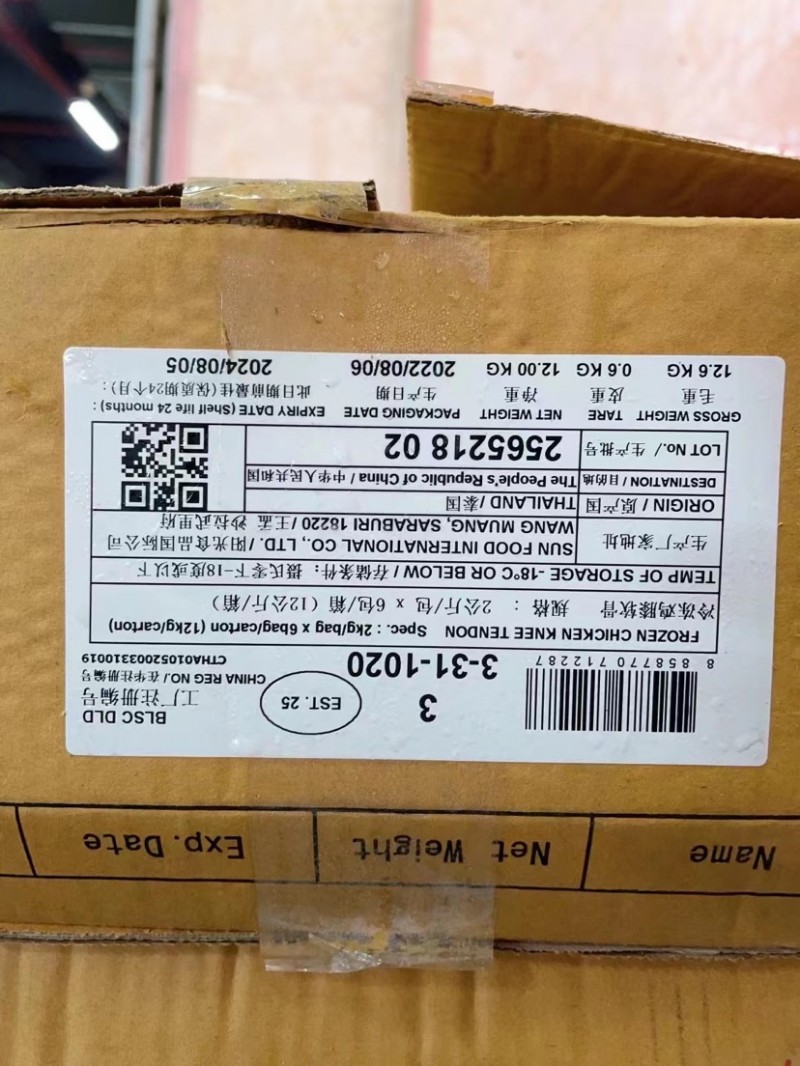 Name Net Weight Exp. Date
3 EST. 25 BLSC DLD
工厂注册编号
CHINA REG NO./ 在华注册编号
CTHA01052003310019
8 858770 712287
3-31-1020
FROZEN CHICKEN KNEE TENDON Spec. : 2kg/bag x 6bag/carton (12kg/carton)
冷冻鸡膝软骨 规格 : 2公斤/包 x 6包/箱 (12公斤/箱)
TEMP OF STORAGE -18°C OR BELOW / 存储条件: 摄氏零下-18度或以下
生产厂家地址
SUN FOOD INTERNATIONAL CO., LTD. /阳光食品国际公司
WANG MUANG, SARABURI 18220 /王孟 沙拉武里府
ORIGIN / 原产国 THAILAND /泰国
DESTINATION / 目的地 The People's Republic of China / 中华人民共和国
LOT No./ 生产批号 2565218 02
GROSS WEIGHT TARE NET WEIGHT PACKAGING DATE EXPIRY DATE (Shelf life 24 months) :
毛重 皮重 净重 生产日期 此日期前最佳(保质期24个月) :
12.6 KG 0.6 KG 12.00 KG 2022/08/06 2024/08/05